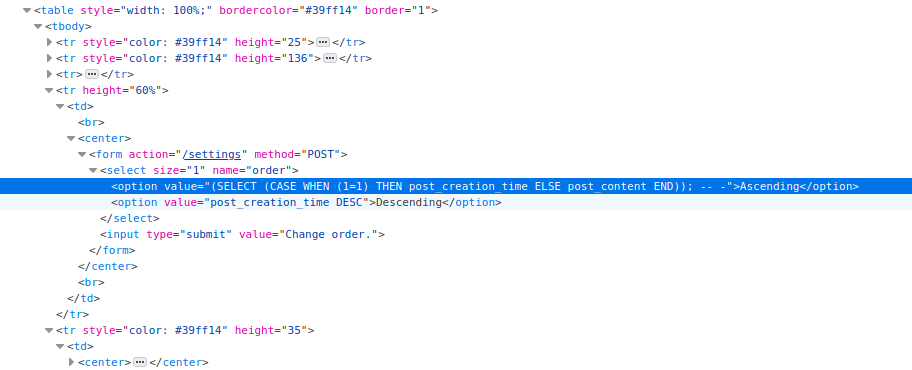 <table style="width: 100%;" bordercolor="#39ff14" border="1">
<tbody>
<tr style="color: #39ff14" height="25">···</tr>
<tr style="color: #39ff14" height="136">···</tr>
<tr>···</tr>
<tr height="60%">
<td>
<br>
<center>
<form action="/settings" method="POST">
<select size="1" name="order">
<option value="(SELECT (CASE WHEN (1=1) THEN post_creation_time ELSE post_content END)); -- -">Ascending</option>
<option value="post_creation_time DESC">Descending</option>
</select>
<input type="submit" value="Change order.">
</form>
</center>
<br>
</td>
</tr>
<tr style="color: #39ff14" height="35">
<td>
<center>···</center>